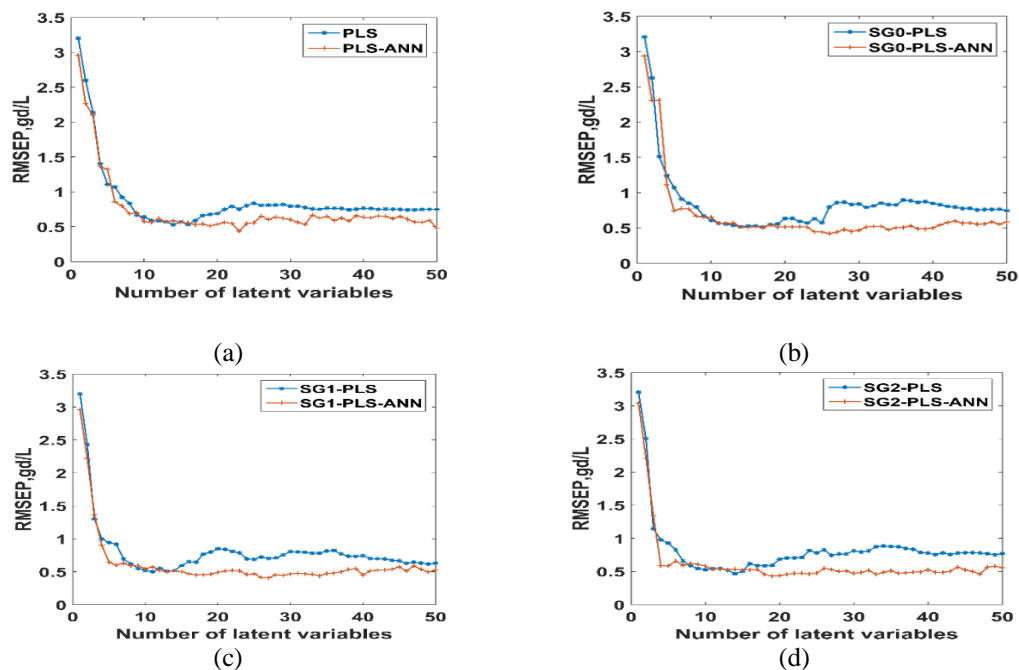 3.5
3
2.5
2
1.5
1
0.5
0
RMSEP,gd/L
PLS
PLS-ANN
0 10 20 30 40 50
Number of latent variables
(a)
3.5
3
2.5
2
1.5
1
0.5
0
RMSEP,gd/L
SG0-PLS
SG0-PLS-ANN
0 10 20 30 40 50
Number of latent variables
(b)
3.5
3
2.5
2
1.5
1
0.5
0
RMSEP,gd/L
SG1-PLS
SG1-PLS-ANN
0 10 20 30 40 50
Number of latent variables
(c)
3.5
3
2.5
2
1.5
1
0.5
0
RMSEP,gd/L
SG2-PLS
SG2-PLS-ANN
0 10 20 30 40 50
Number of latent variables
(d)